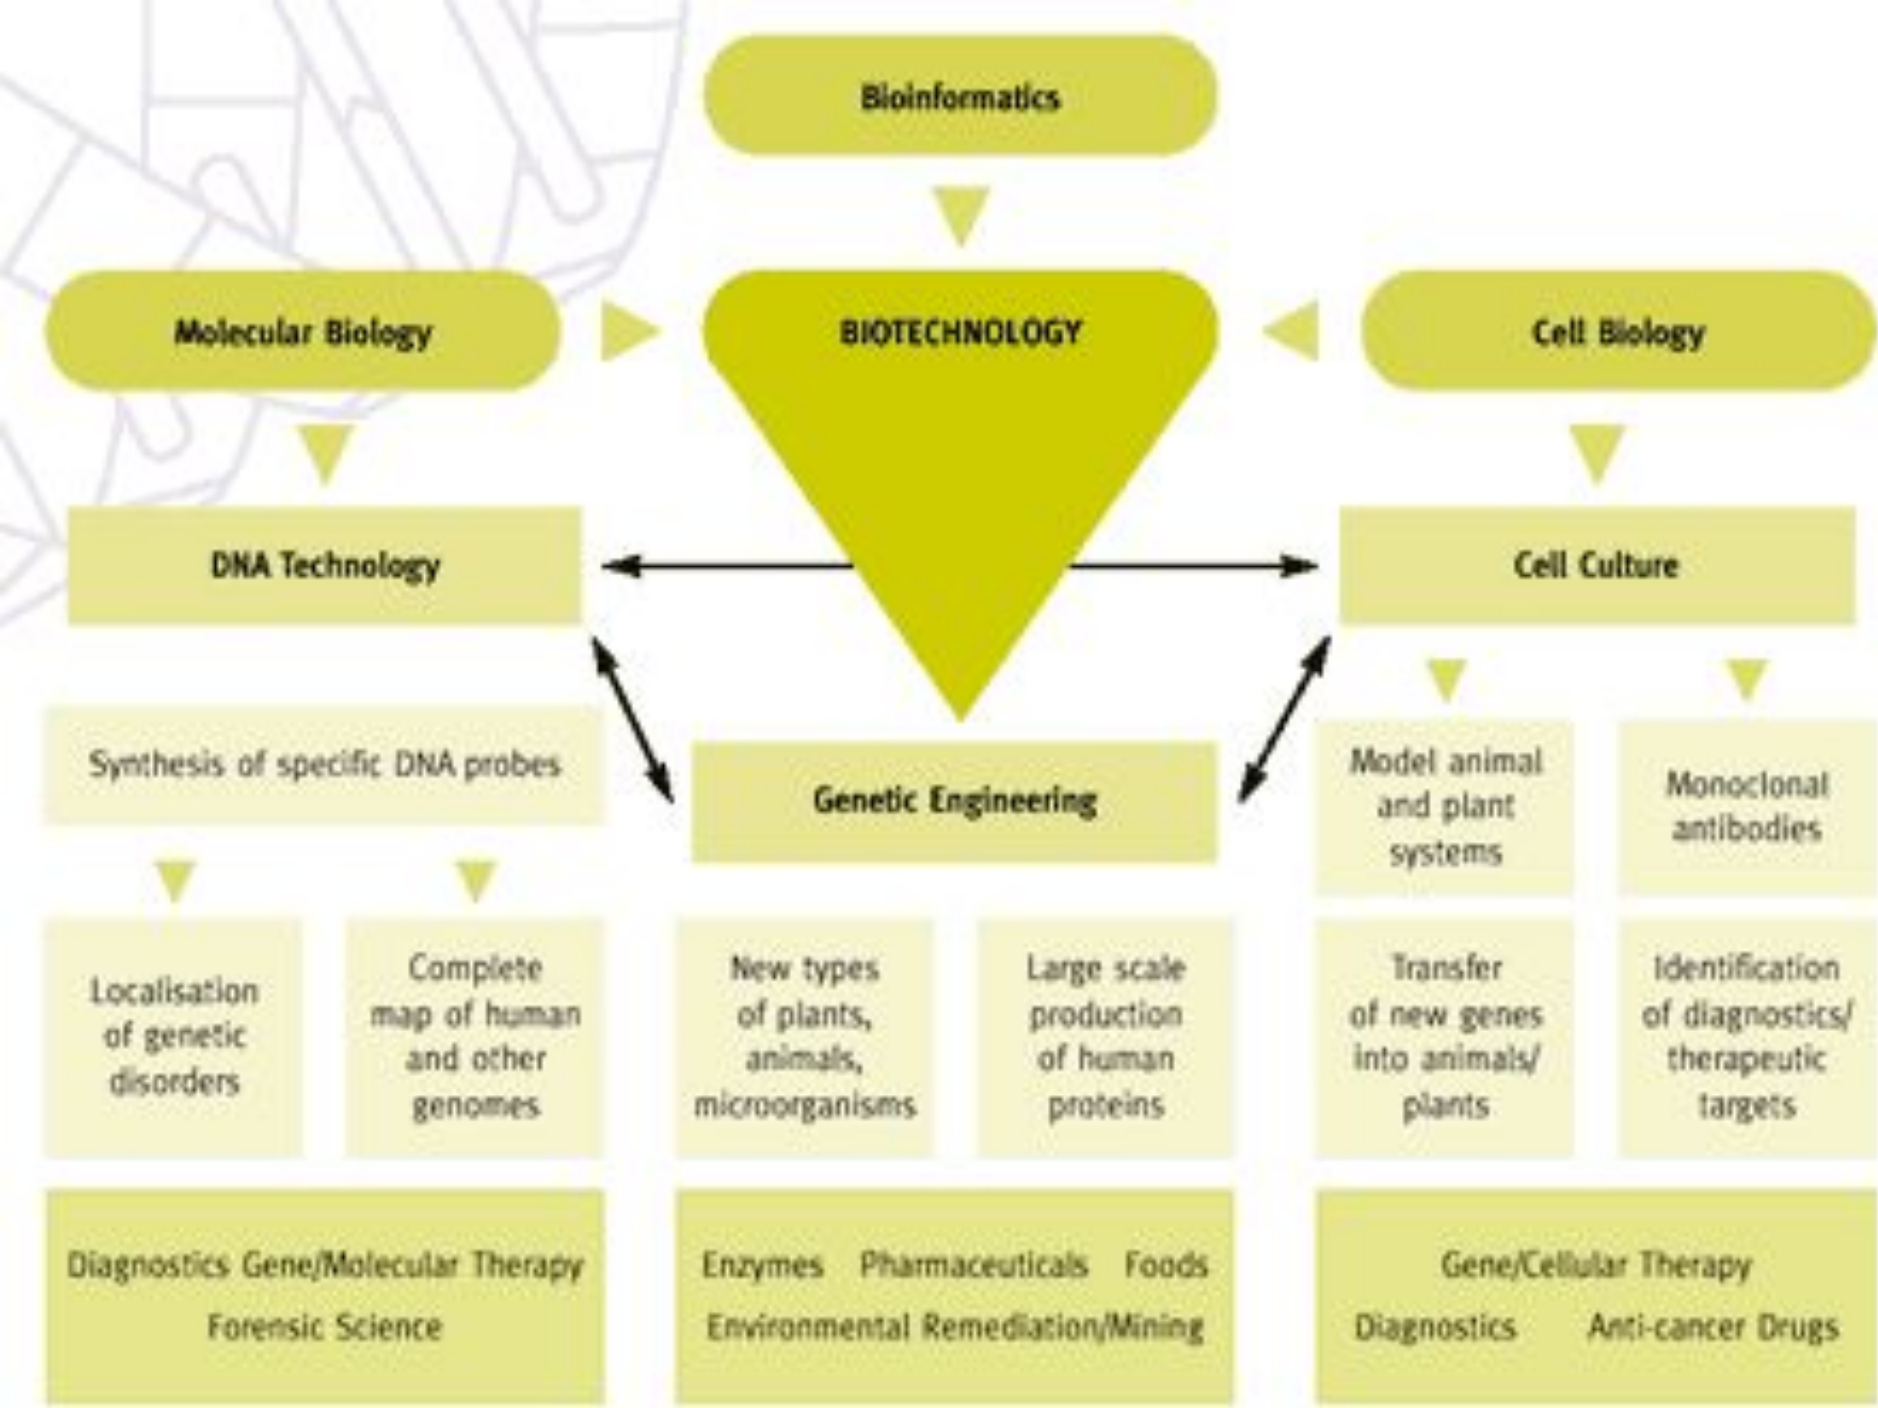 Bioinformatics
Molecular Biology
BIOTECHNOLOGY
Cell Biology
DNA Technology
Cell Culture
Synthesis of specific DNA probes
Genetic Engineering
Model animal
and plant
systems
Monoclonal
antibodies
Localisation
of genetic
disorders
Complete
map of human
and other
genomes
New types
of plants,
animals,
microorganisms
Large scale
production
of human
proteins
Transfer
of new genes
into animals/
plants
Identification
of diagnostics/
therapeutic
targets
Diagnostics Gene/Molecular Therapy
Forensic Science
Enzymes Pharmaceuticals Foods
Environmental Remediation/Mining
Gene/Cellular Therapy
Diagnostics Anti-cancer Drugs